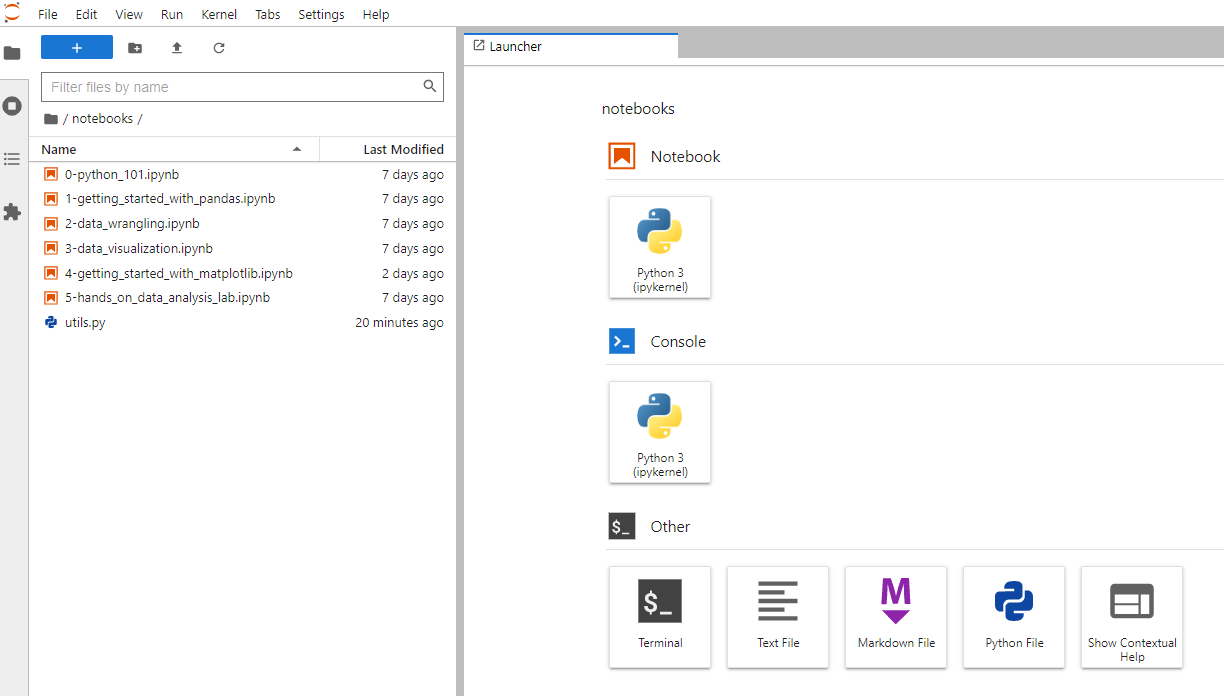 File Edit View Run Kernel Tabs Settings Help
+
Filter files by name
/ notebooks /
Name Last Modified
0-python_101.ipynb 7 days ago
1-getting_started_with_pandas.ipynb 7 days ago
2-data_wrangling.ipynb 7 days ago
3-data_visualization.ipynb 7 days ago
4-getting_started_with_matplotlib.ipynb 2 days ago
5-hands_on_data_analysis_lab.ipynb 7 days ago
utils.py 20 minutes ago
Launcher
notebooks
Notebook
Python 3
(ipykernel)
Console
Python 3
(ipykernel)
$_ Other
$_
M
Terminal Text File Markdown File Python File Show Contextual
Help